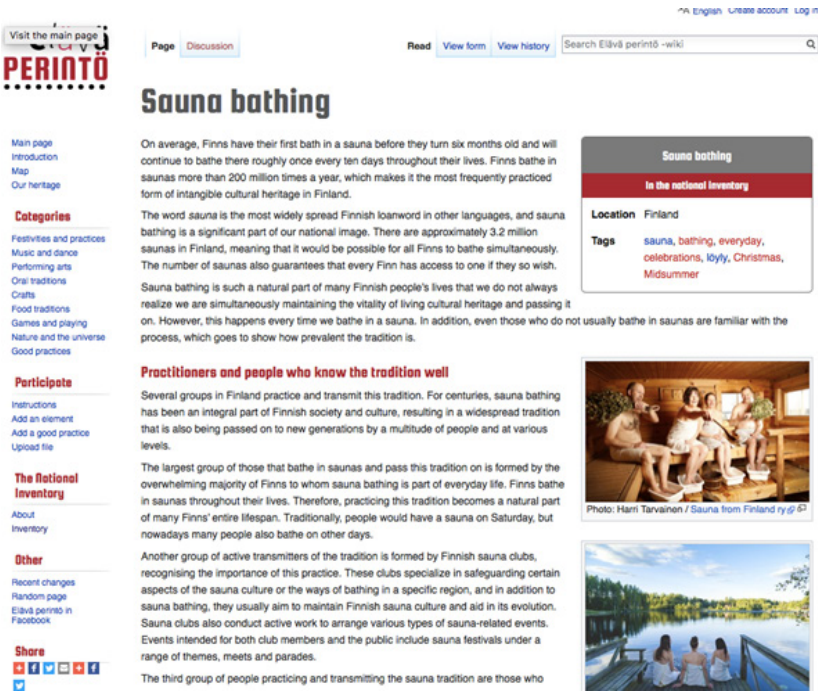 English Create account Log in
Visit the main page
PERINTÖ
Page Discussion
Read View form View history
Search Elävä perintö -wiki
Sauna bathing
Main page
Introduction
Map
Our heritage
Categories
Festivities and practices
Music and dance
Performing arts
Oral traditions
Crafts
Food traditions
Games and playing
Nature and the universe
Good practices
Participate
Instructions
Add an element
Add a good practice
Upload file
The National
Inventory
About
Inventory
Other
Recent changes
Random page
Elävä perintö in
Facebook
Share
On average, Finns have their first bath in a sauna before they turn six months old and will
continue to bathe there roughly once every ten days throughout their lives. Finns bathe in
saunas more than 200 million times a year, which makes it the most frequently practiced
form of intangible cultural heritage in Finland.
The word sauna is the most widely spread Finnish loanword in other languages, and sauna
bathing is a significant part of our national image. There are approximately 3.2 million
saunas in Finland, meaning that it would be possible for all Finns to bathe simultaneously.
The number of saunas also guarantees that every Finn has access to one if they so wish.
Sauna bathing is such a natural part of many Finnish people's lives that we do not always
realize we are simultaneously maintaining the vitality of living cultural heritage and passing it
on. However, this happens every time we bathe in a sauna. In addition, even those who do not usually bathe in saunas are familiar with the
process, which goes to show how prevalent the tradition is.
Sauna bathing
In the national inventory
Location Finland
Tags sauna, bathing, everyday,
celebrations, löyly, Christmas,
Midsummer
Practitioners and people who know the tradition well
Several groups in Finland practice and transmit this tradition. For centuries, sauna bathing
has been an integral part of Finnish society and culture, resulting in a widespread tradition
that is also being passed on to new generations by a multitude of people and at various
levels.
The largest group of those that bathe in saunas and pass this tradition on is formed by the
overwhelming majority of Finns to whom sauna bathing is part of everyday life. Finns bathe
in saunas throughout their lives. Therefore, practicing this tradition becomes a natural part
of many Finns' entire lifespan. Traditionally, people would have a sauna on Saturday, but
nowadays many people also bathe on other days.
Another group of active transmitters of the tradition is formed by Finnish sauna clubs,
recognising the importance of this practice. These clubs specialize in safeguarding certain
aspects of the sauna culture or the ways of bathing in a specific region, and in addition to
sauna bathing, they usually aim to maintain Finnish sauna culture and aid in its evolution.
Sauna clubs also conduct active work to arrange various types of sauna-related events.
Events intended for both club members and the public include sauna festivals under a
range of themes, meets and parades.
The third group of people practicing and transmitting the sauna tradition are those who
Photo: Harri Tarvainen / Sauna from Finland ry